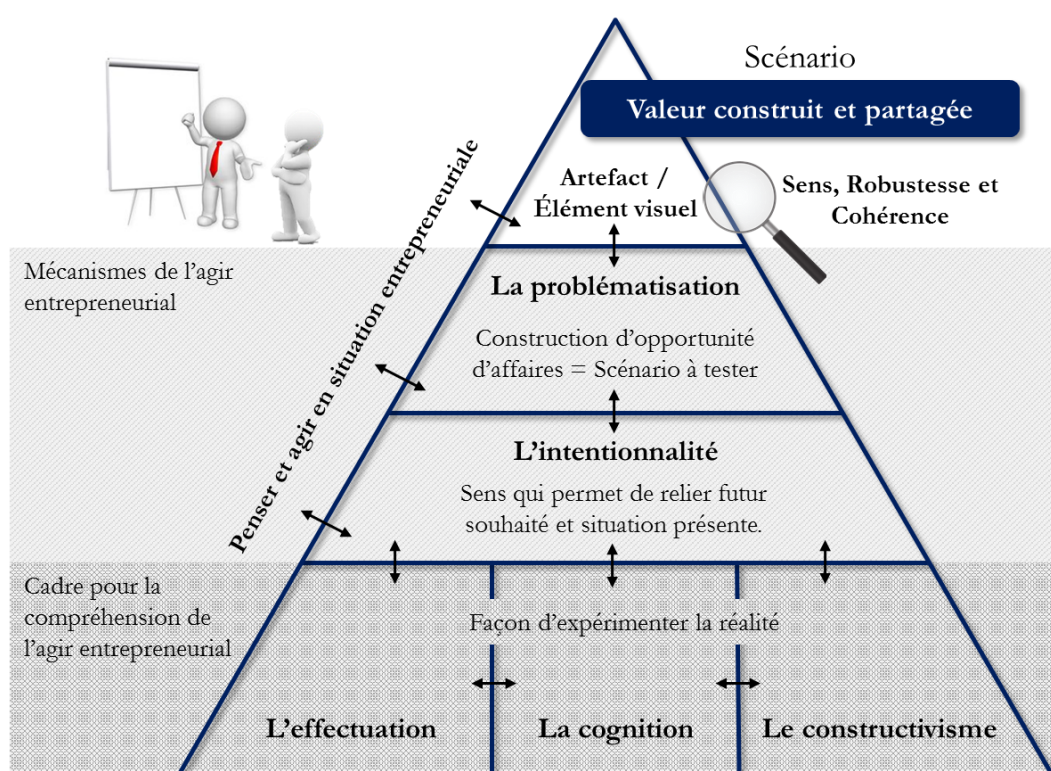 Scénario
Valeur construit et partagée
Artefact /
Élément visuel
Sens, Robustesse et
Cohérence
Penser et agir en situation entrepreneuriale
Mécanismes de l’agir
entrepreneurial
La problématisation
Construction d’opportunité
d’affaires = Scénario à tester
L’intentionnalité
Sens qui permet de relier futur
souhaité et situation présente.
Cadre pour la
compréhension de
l’agir entrepreneurial
Façon d’expérimenter la réalité
L’effectuation
La cognition
Le constructivisme